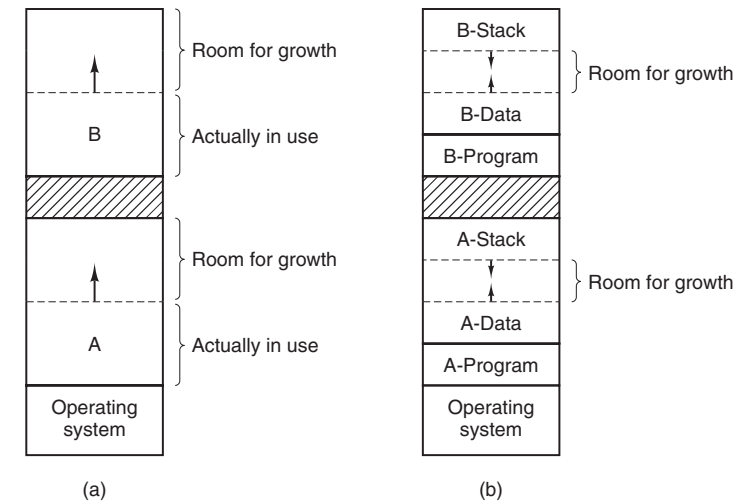 Room for growth
B
Actually in use
Room for growth
A
Actually in use
Operating
system
(a)
B-Stack
Room for growth
B-Data
B-Program
A-Stack
Room for growth
A-Data
A-Program
Operating
system
(b)